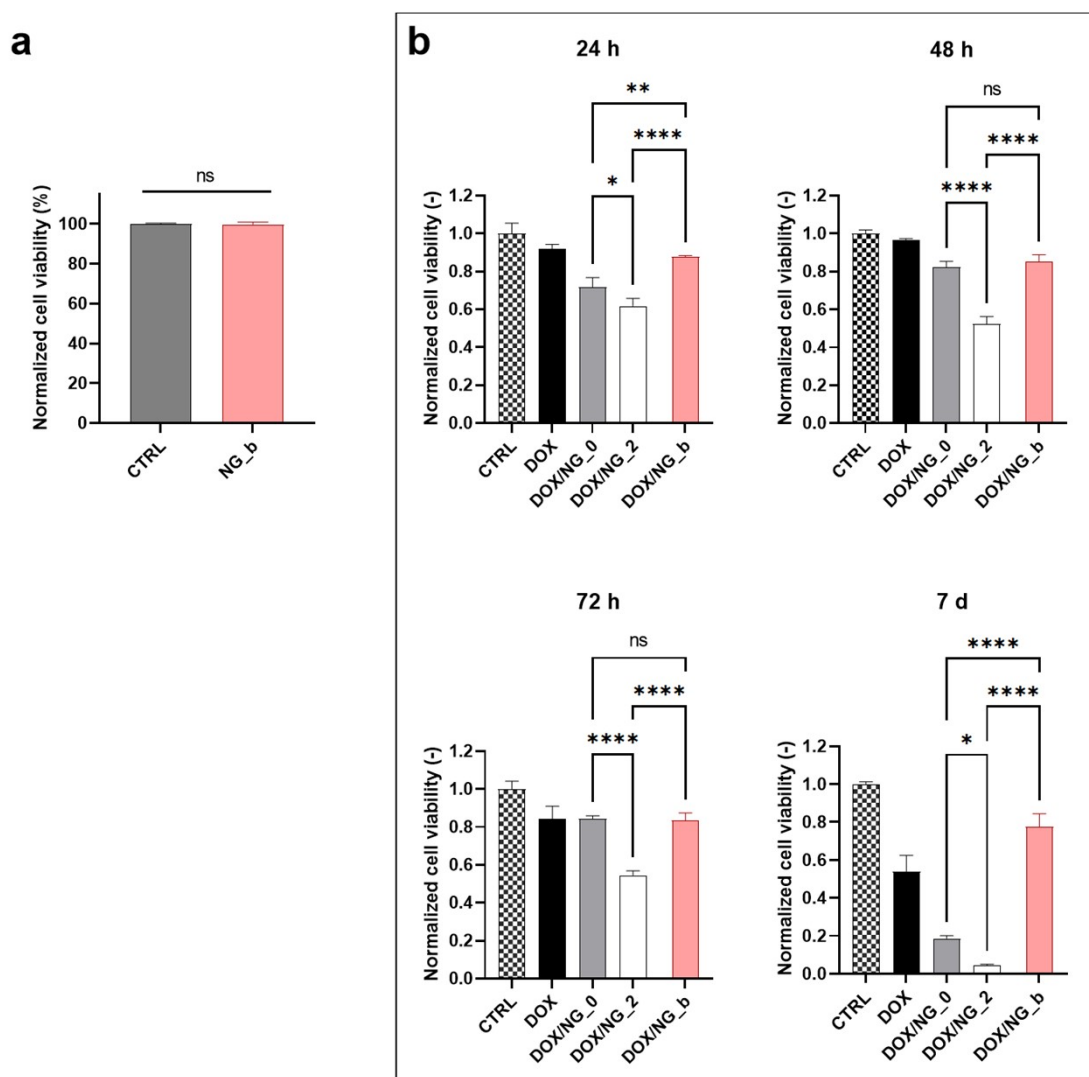 a
ns
Normalized cell viability (%)
100
80
60
40
20
0
CTRL
NG_b
b
24 h
**
****
*
Normalized cell viability (-)
1.2
1.0
0.8
0.6
0.4
0.2
0.0
CTRL
DOX
DOX/NG_0
DOX/NG_2
DOX/NG_b
48 h
ns
****
****
Normalized cell viability (-)
1.2
1.0
0.8
0.6
0.4
0.2
0.0
CTRL
DOX
DOX/NG_0
DOX/NG_2
DOX/NG_b
72 h
ns
****
****
Normalized cell viability (-)
1.2
1.0
0.8
0.6
0.4
0.2
0.0
CTRL
DOX
DOX/NG_0
DOX/NG_2
DOX/NG_b
7 d
****
****
*
Normalized cell viability (-)
1.2
1.0
0.8
0.6
0.4
0.2
0.0
CTRL
DOX
DOX/NG_0
DOX/NG_2
DOX/NG_b